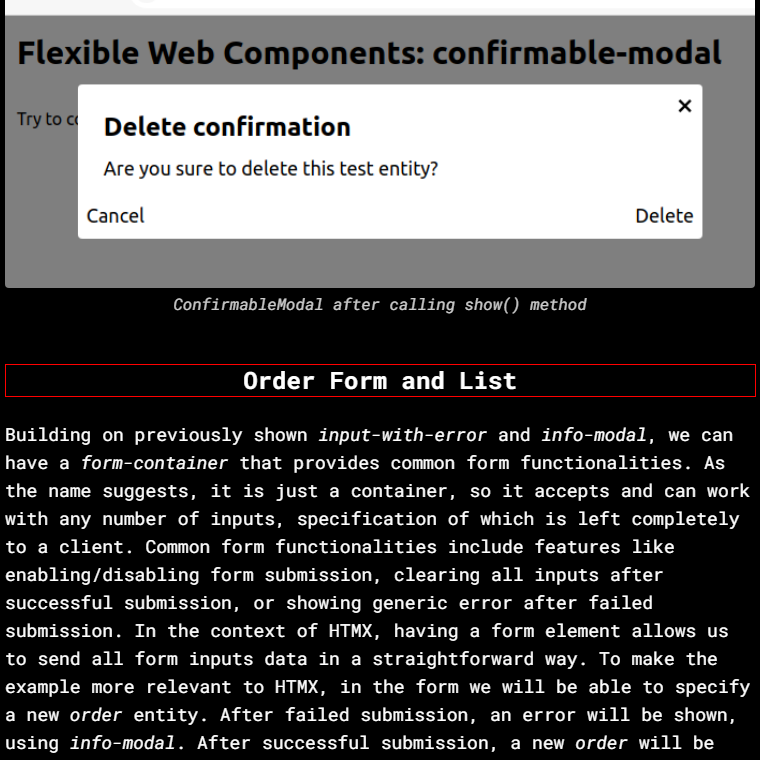 Flexible Web Components: confirmable-modal
Try to co
×
Delete confirmation
Are you sure to delete this test entity?
Cancel Delete
ConfirmableModal after calling show() method
Order Form and List
Building on previously shown input-with-error and info-modal, we can
have a form-container that provides common form functionalities. As
the name suggests, it is just a container, so it accepts and can work
with any number of inputs, specification of which is left completely
to a client. Common form functionalities include features like
enabling/disabling form submission, clearing all inputs after
successful submission, or showing generic error after failed
submission. In the context of HTMX, having a form element allows us
to send all form inputs data in a straightforward way. To make the
example more relevant to HTMX, in the form we will be able to specify
a new order entity. After failed submission, an error will be shown,
using info-modal. After successful submission, a new order will be